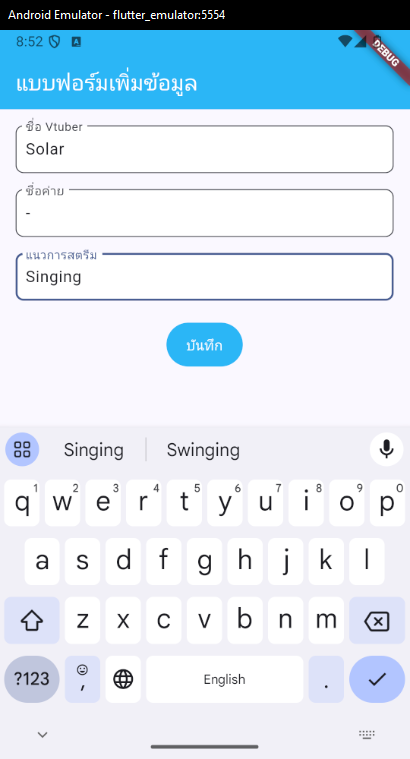 Android Emulator - flutter_emulator:5554
8:52
DEBUG
แบบฟอร์มเพิ่มข้อมูล
ชื่อ Vtuber
Solar
ชื่อค่าย
-
แนวการสตรีม
Singing
บันทึก
Singing Swinging
q1 w2 e3 r4 t5 y6 u7 i8 o9 p0
a s d f g h j k l
z x c v b n m
?123 , English .